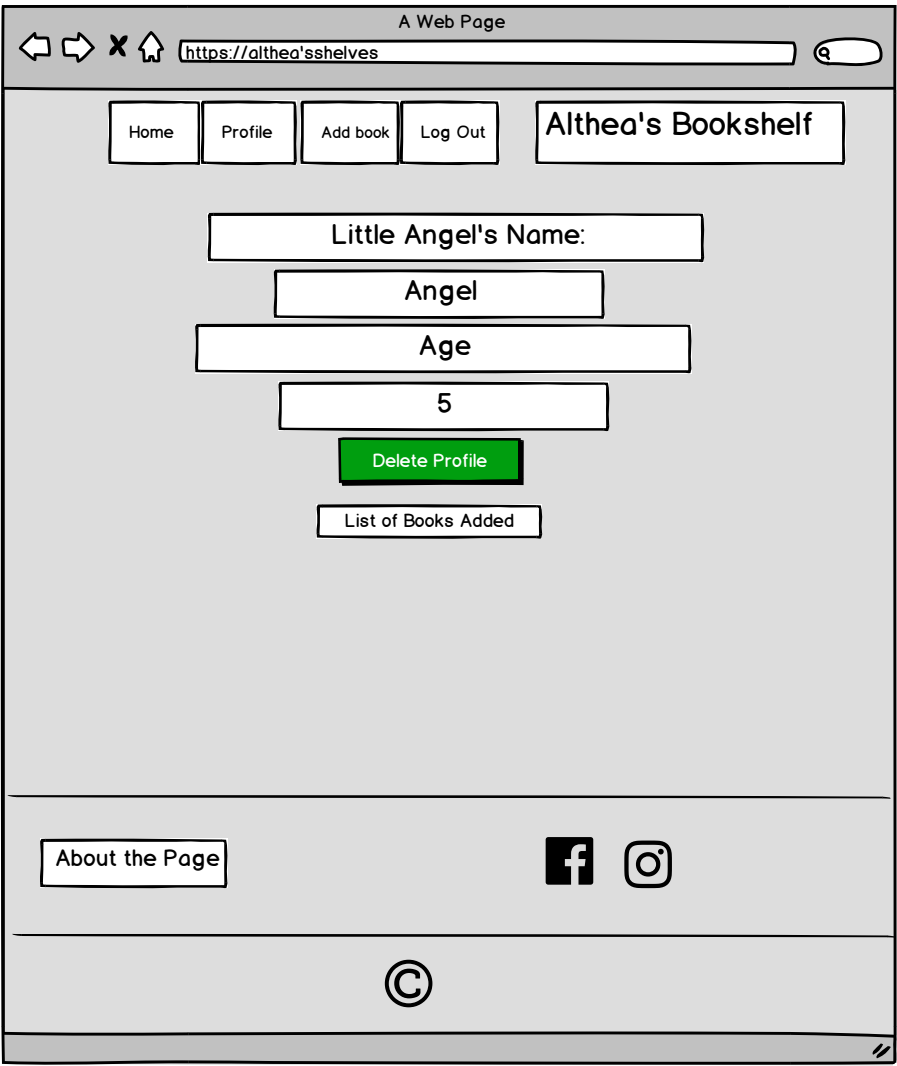 A Web Page
https://althea'sshelves
Home
Profile
Add book
Log Out
Althea's Bookshelf
Little Angel's Name:
Angel
Age
5
Delete Profile
List of Books Added
About the Page
©